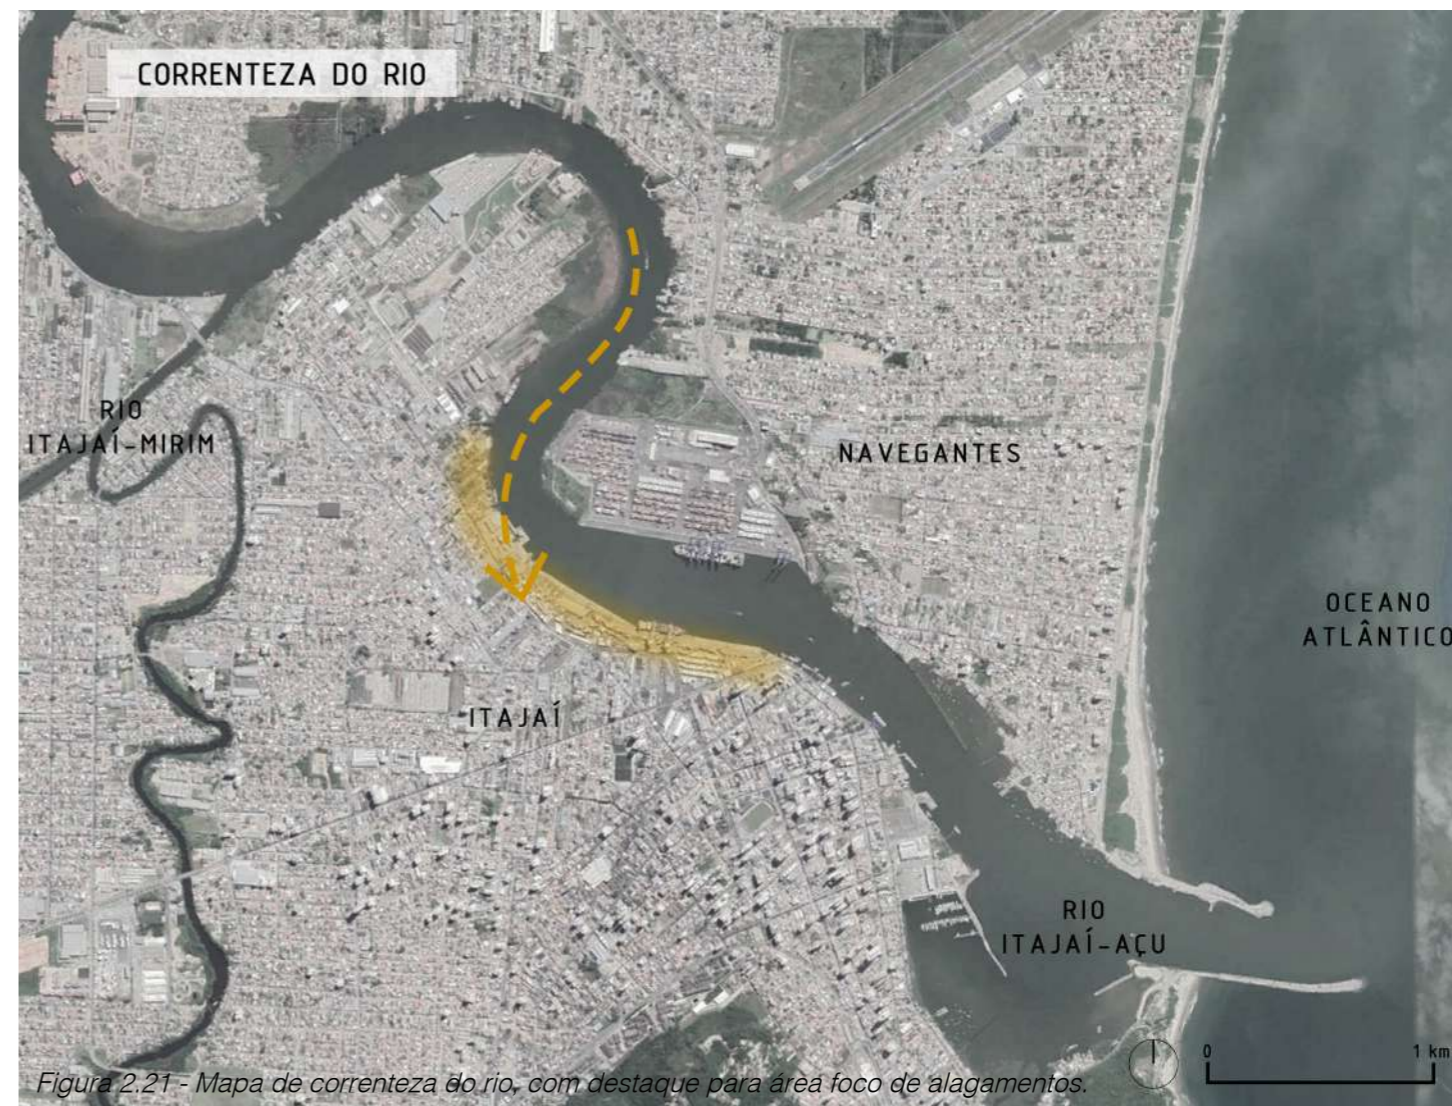 CORRENTEZA DO RIO
RIO
ITAJAÍ-MIRIM
NAVEGANTES
OCEANO
ATLÂNTICO
ITAJAÍ
RIO
ITAJAÍ-AÇU
0
1 km
Figura 2.21 - Mapa de correnteza do rio, com destaque para área foco de alagamentos.